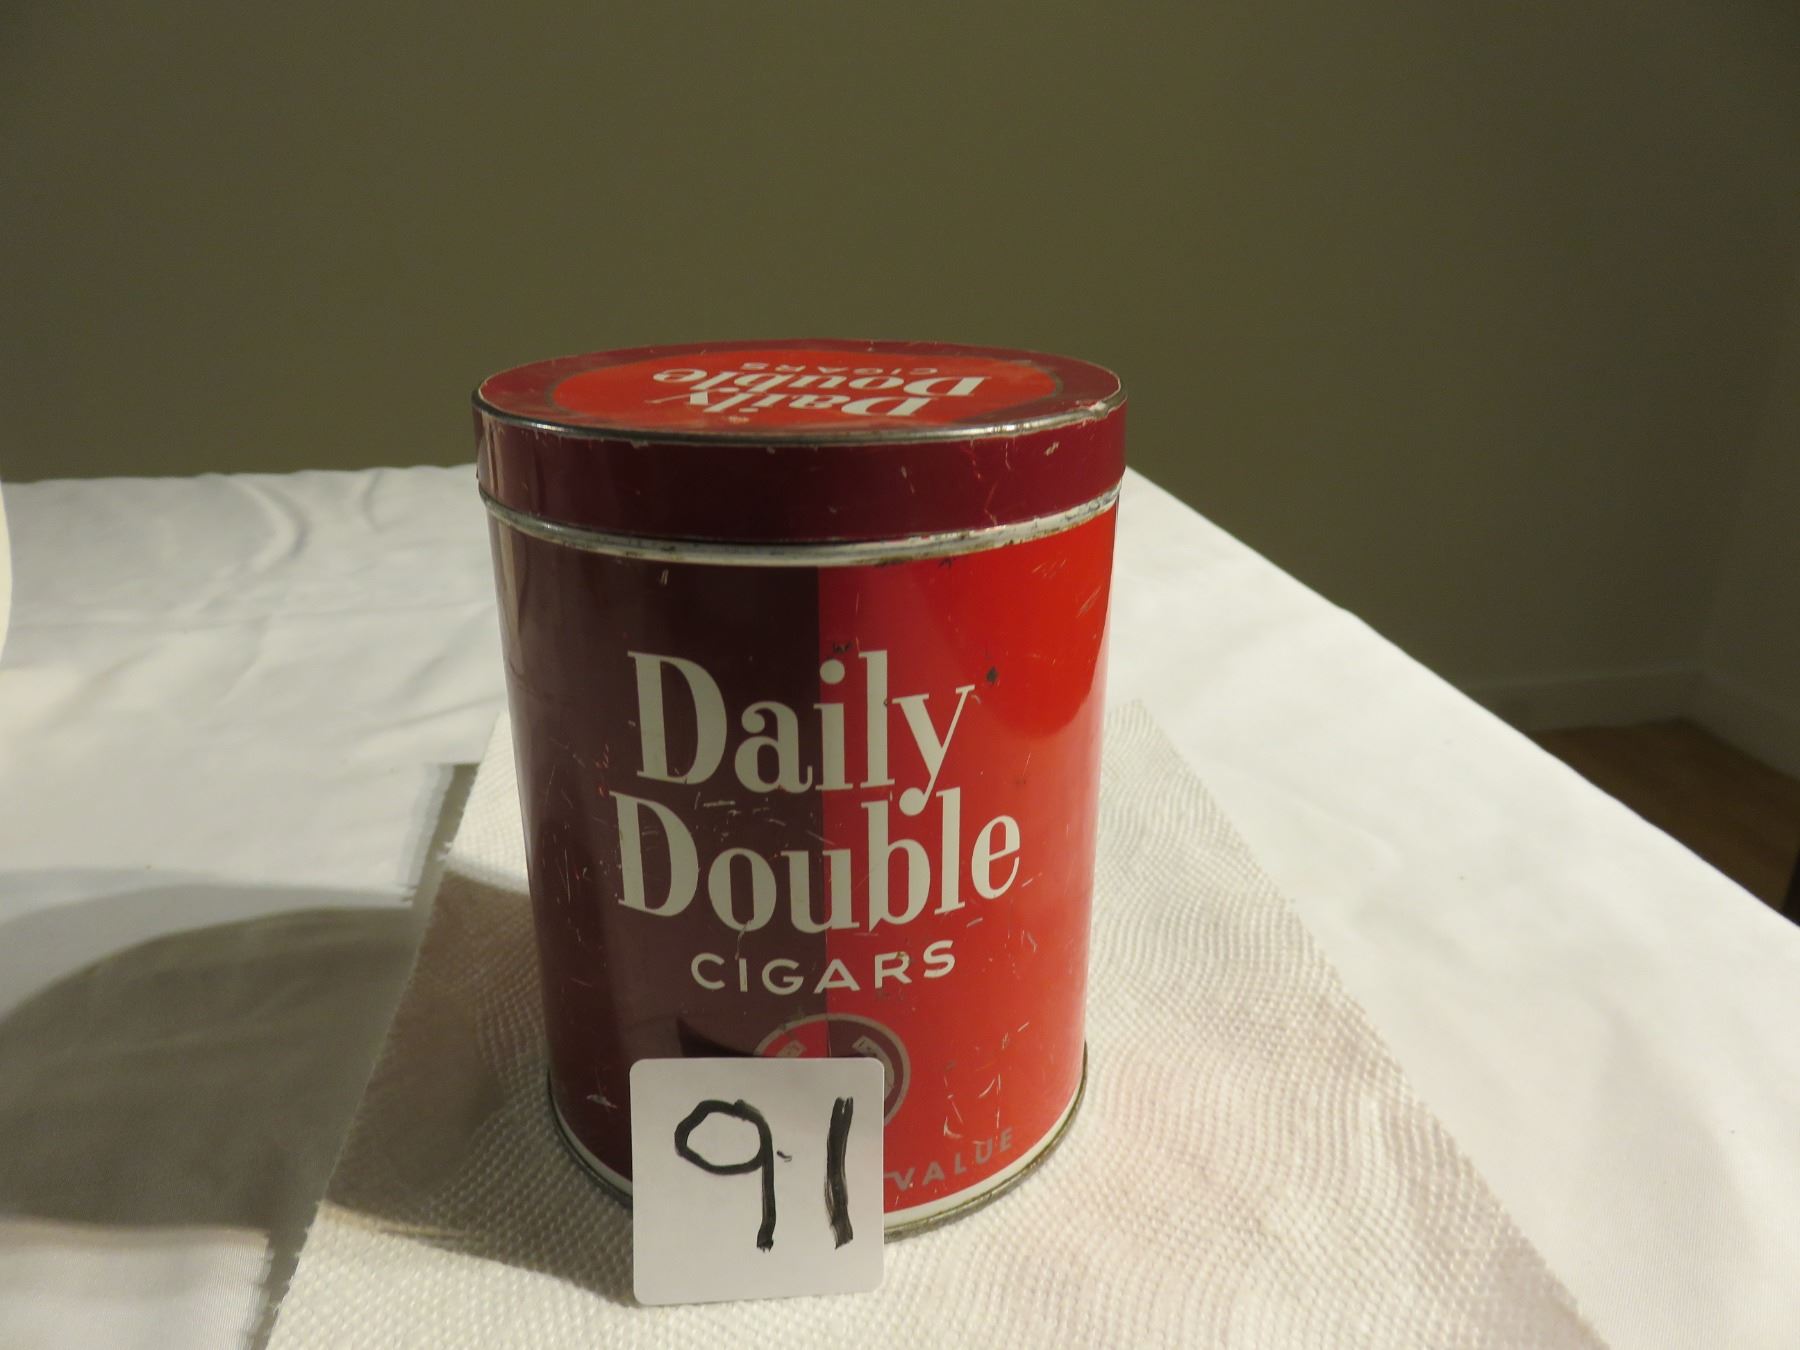 Daily
Double
CIGARS
Daily
Double
CIGARS
VALUE
91